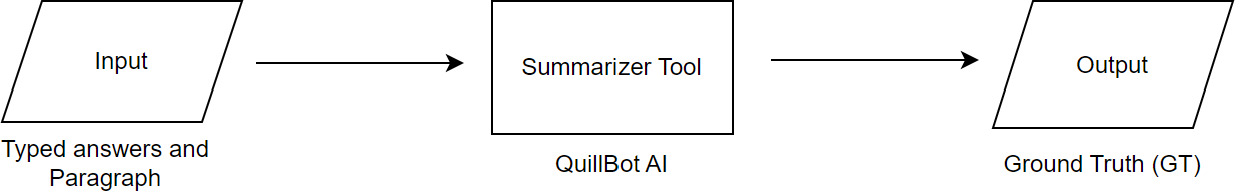 Input
Summarizer Tool
Output
Typed answers and
Paragraph
QuillBot AI
Ground Truth (GT)